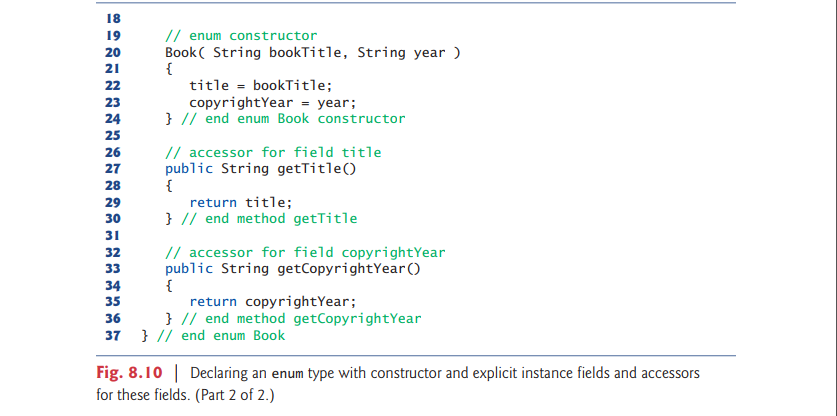 18
19 // enum constructor
20 Book( String bookTitle, String year )
21 {
22 title = bookTitle;
23 copyrightYear = year;
24 } // end enum Book constructor
25
26 // accessor for field title
27 public String getTitle()
28 {
29 return title;
30 } // end method getTitle
31
32 // accessor for field copyrightYear
33 public String getCopyrightYear()
34 {
35 return copyrightYear;
36 } // end method getCopyrightYear
37 } // end enum Book
Fig. 8.10 | Declaring an enum type with constructor and explicit instance fields and accessors
for these fields. (Part 2 of 2.)